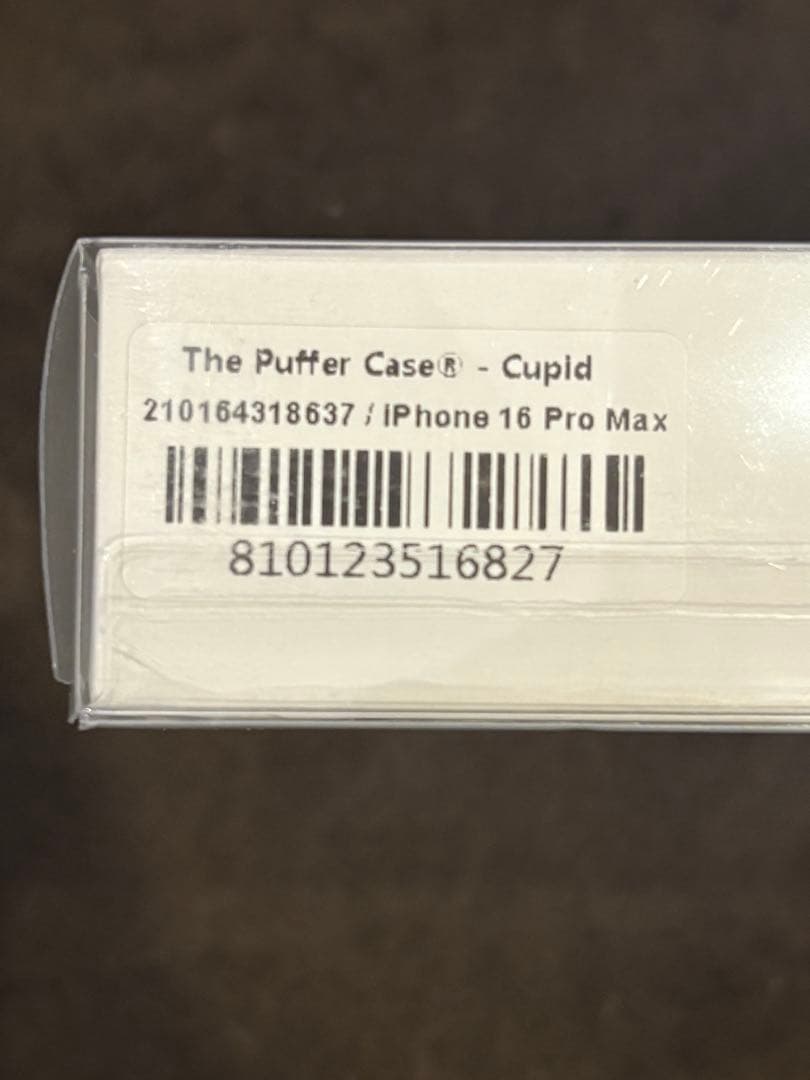 The Puffer Case® - Cupid
210164318637 / iPhone 16 Pro Max
810123516827